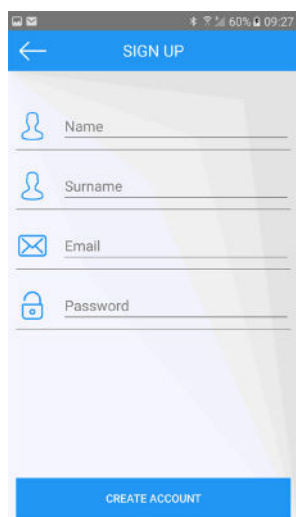 60% 09:27
SIGN UP
Name
Surname
Email
Password
CREATE ACCOUNT